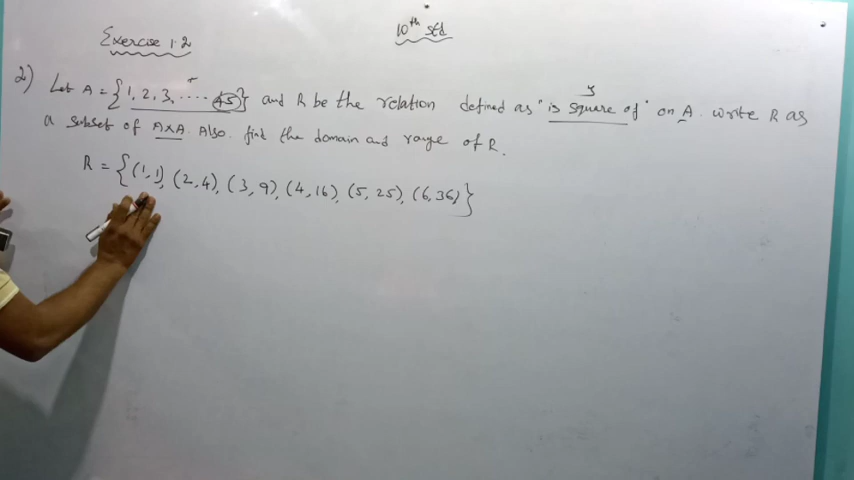 Exercise 1.2
10th std
2) Let A = {1, 2, 3, ..... 45} and R be the relation defined as "is square of" on A. write R as
a subset of A×A. Also. find the domain and range of R.
R = {(1,1), (2,4), (3,9), (4,16), (5,25), (6,36)}